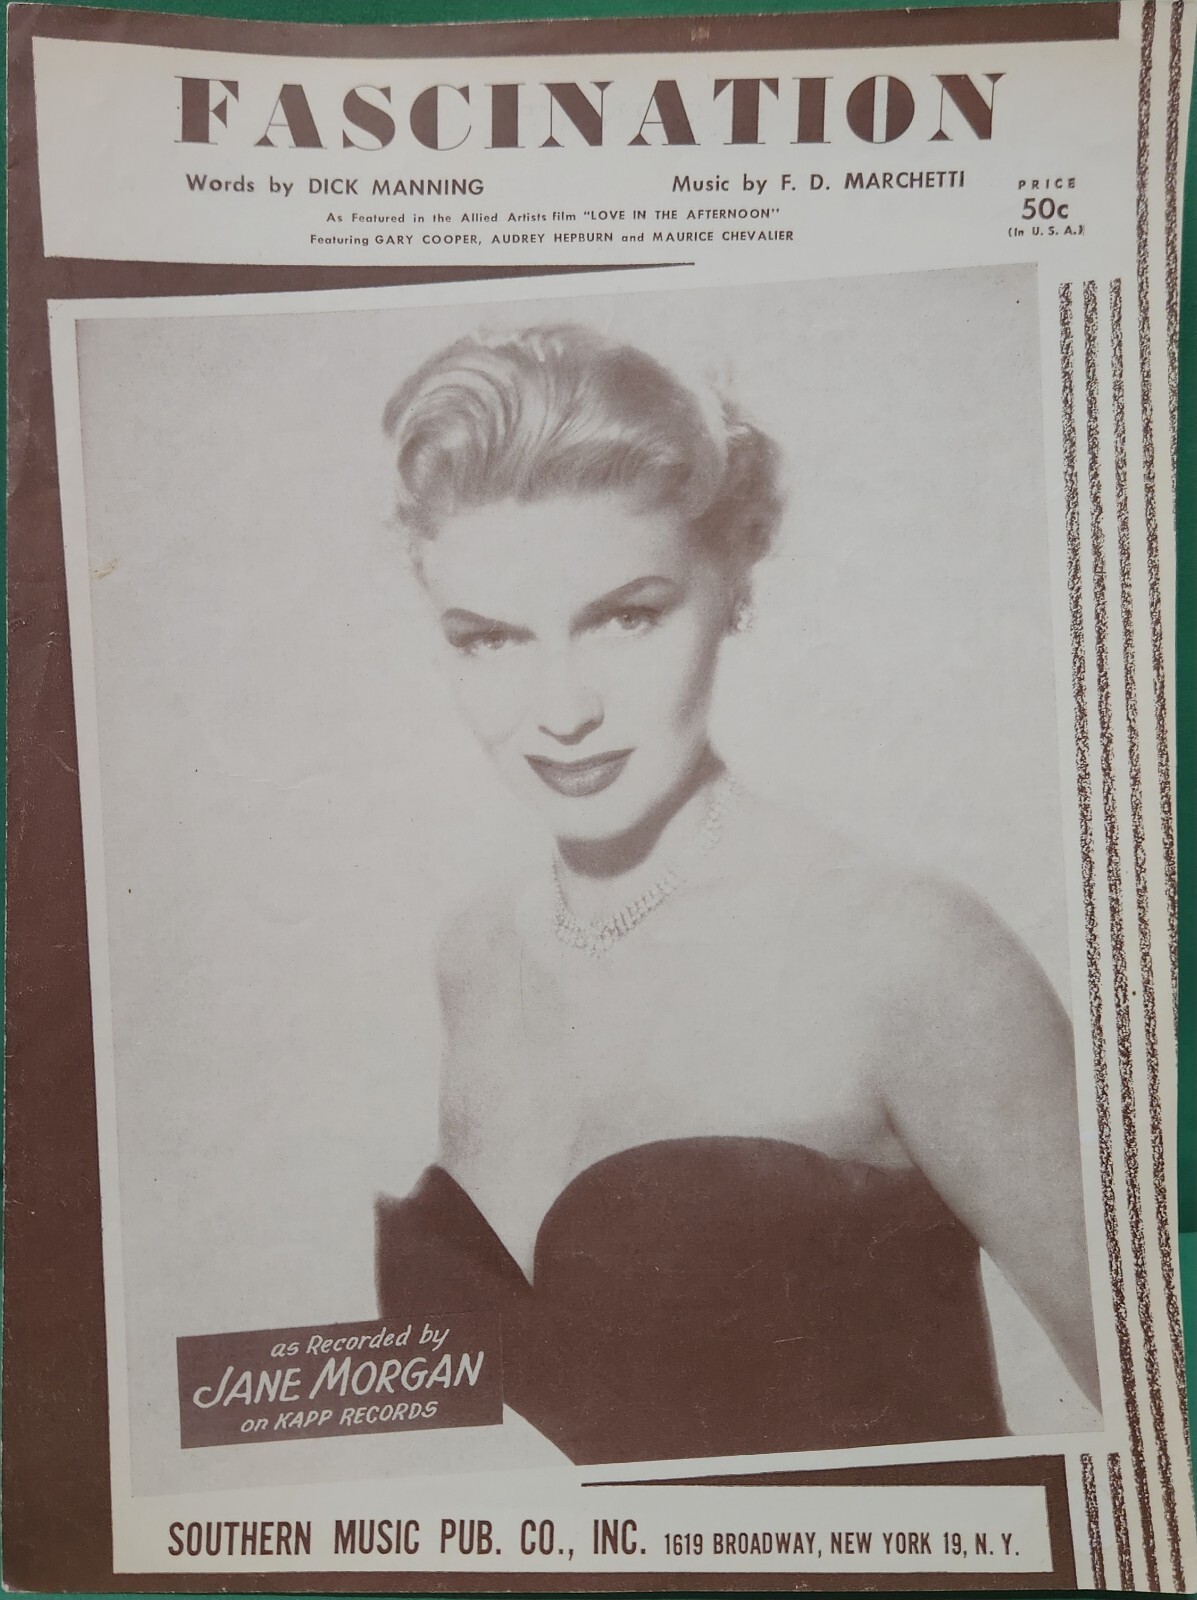 FASCINATION
Words by DICK MANNING
Music by F. D. MARCHETTI
As Featured in the Allied Artists film "LOVE IN THE AFTERNOON"
Featuring GARY COOPER, AUDREY HEPBURN and MAURICE CHEVALIER
PRICE
50c
(In U. S. A.)
as Recorded by
JANE MORGAN
on KAPP RECORDS
SOUTHERN MUSIC PUB. CO., INC. 1619 BROADWAY, NEW YORK 19, N. Y.